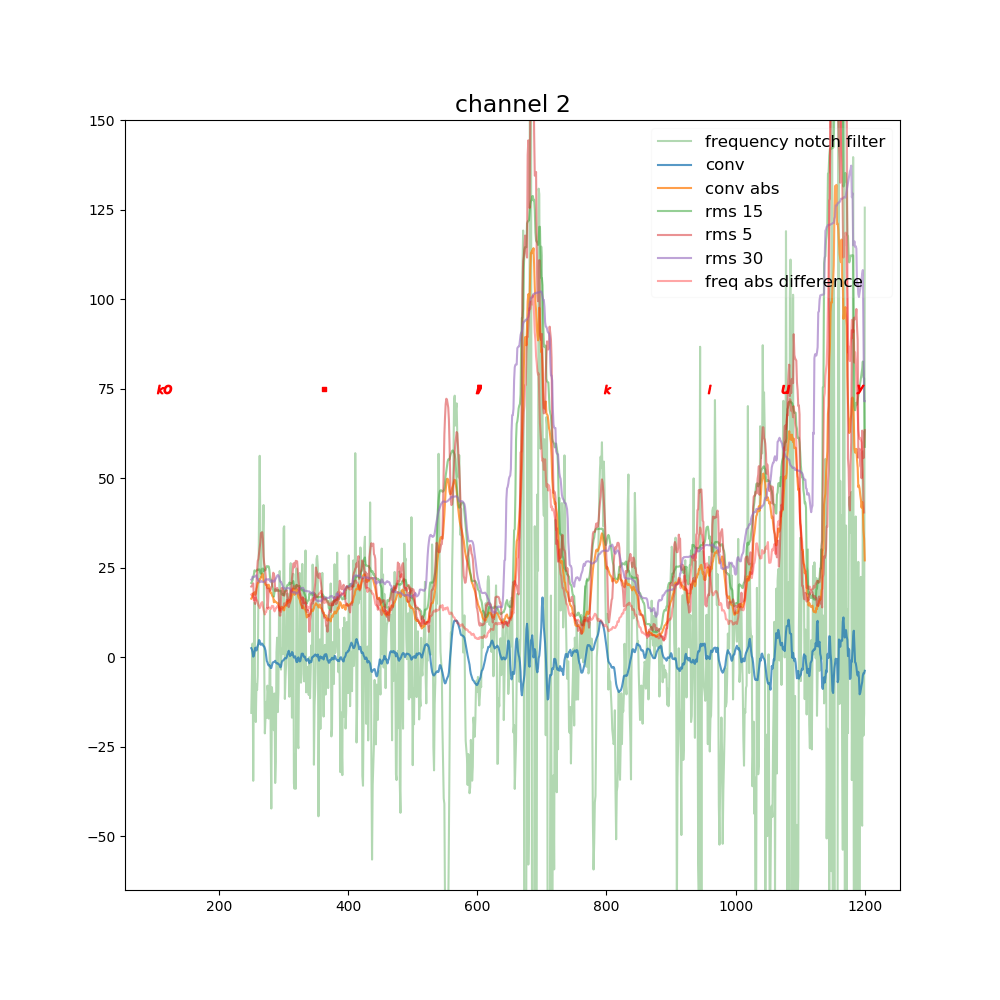 channel 2
150
125
100
75
50
25
0
−25
−50
200
400
600
800
1000
1200
frequency notch filter
conv
conv abs
rms 15
rms 5
rms 30
freq abs difference
. , k l u y